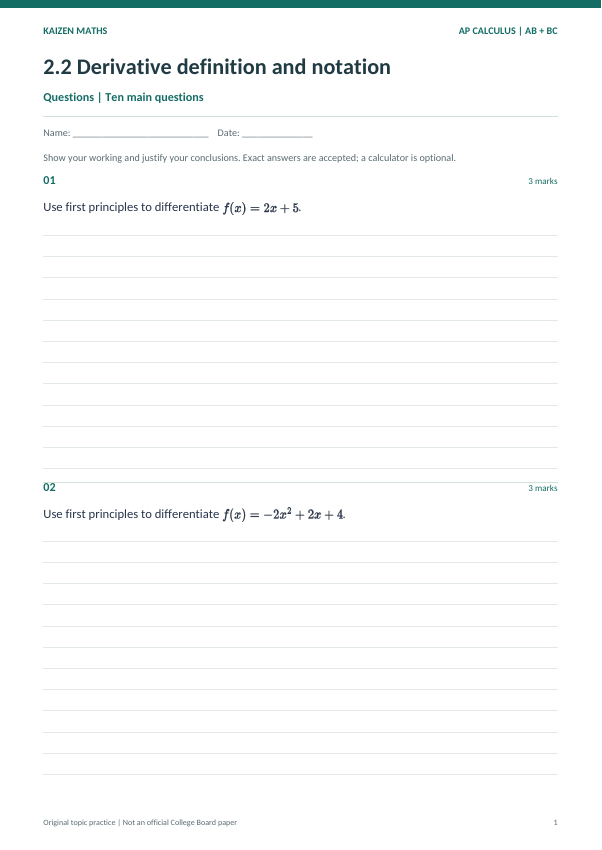 KAIZEN MATHS
AP CALCULUS | AB + BC
2.2 Derivative definition and notation
Questions | Ten main questions
Name: ____________________________ Date: ______________
Show your working and justify your conclusions. Exact answers are accepted; a calculator is optional.
01
3 marks
Use first principles to differentiate f(x) = 2x + 5.
02
3 marks
Use first principles to differentiate f(x) = −2x² + 2x + 4.
Original topic practice | Not an official College Board paper
1